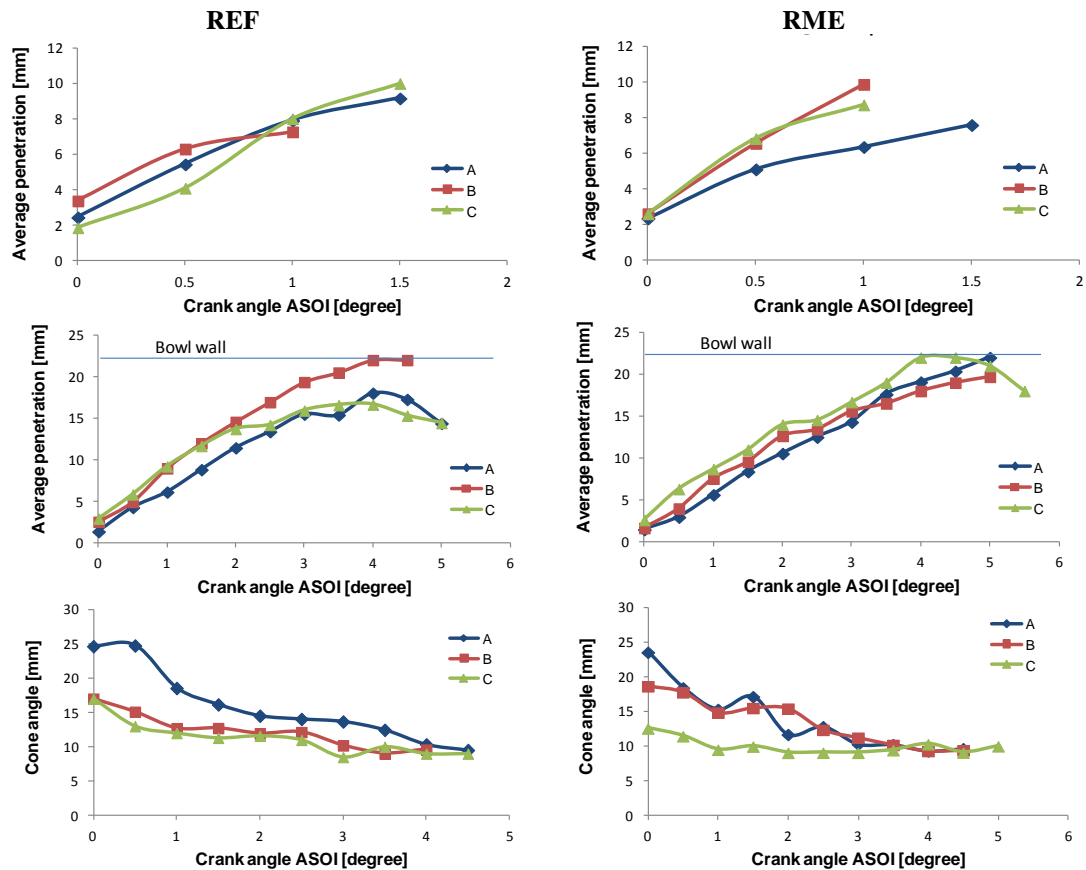 REF
RME
Average penetration [mm]
12
10
8
6
4
2
0
0
0.5
1
1.5
2
Crank angle ASOI [degree]
A
B
C
Average penetration [mm]
12
10
8
6
4
2
0
0
0.5
1
1.5
2
Crank angle ASOI [degree]
A
B
C
Average penetration [mm]
25
20
15
10
5
0
0
1
2
3
4
5
6
Bowl wall
Crank angle ASOI [degree]
A
B
C
Average penetration [mm]
25
20
15
10
5
0
0
1
2
3
4
5
6
Bowl wall
Crank angle ASOI [degree]
A
B
C
Cone angle [mm]
30
25
20
15
10
5
0
0
1
2
3
4
5
Crank angle ASOI [degree]
A
B
C
Cone angle [mm]
30
25
20
15
10
5
0
0
1
2
3
4
5
6
Crank angle ASOI [degree]
A
B
C